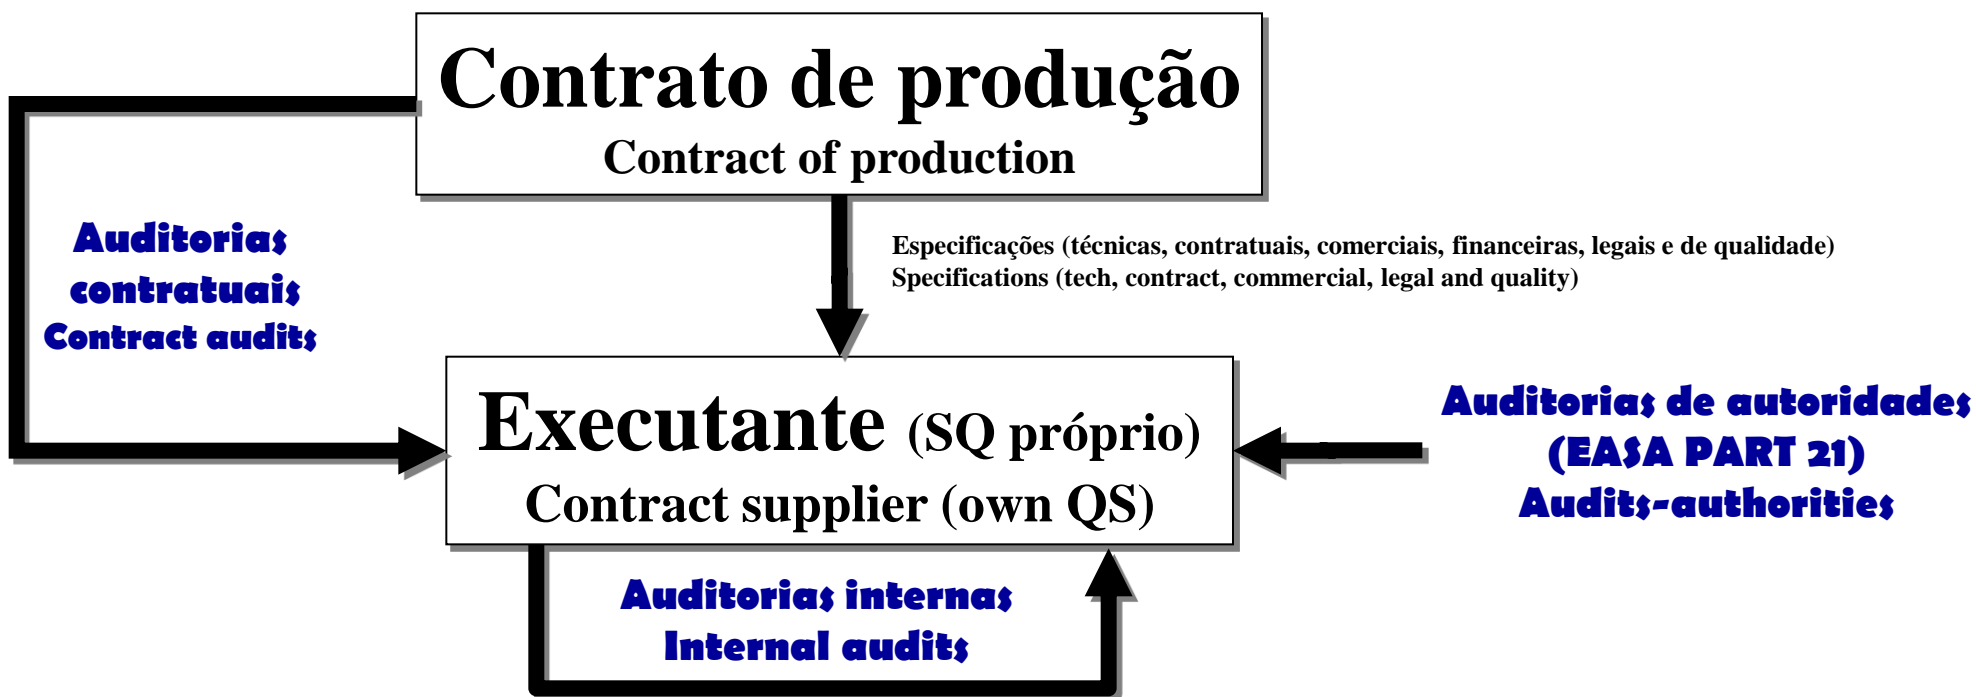 Contrato de produção
Contract of production
Auditorias
contratuais
Contract audits
Especificações (técnicas, contratuais, comerciais, financeiras, legais e de qualidade)
Specifications (tech, contract, commercial, legal and quality)
Executante (SQ próprio)
Contract supplier (own QS)
Auditorias de autoridades
(EASA PART 21)
Audits-authorities
Auditorias internas
Internal audits